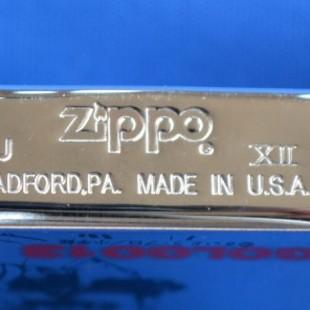 Zippo®
J XII
ADFORD, PA. MADE IN U.S.A.